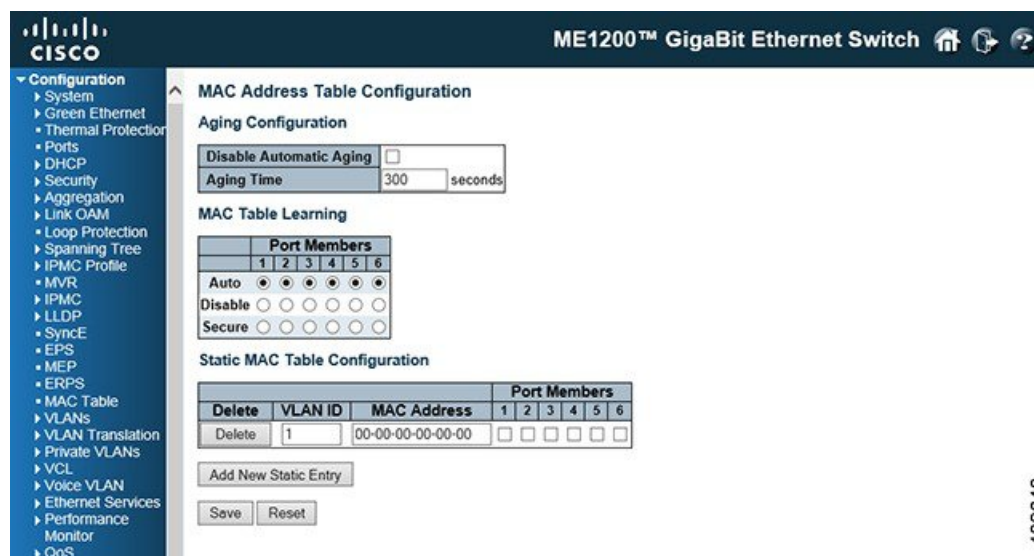 CISCO
ME1200™ GigaBit Ethernet Switch
Configuration
System
Green Ethernet
Thermal Protection
Ports
DHCP
Security
Aggregation
Link OAM
Loop Protection
Spanning Tree
IPMC Profile
MVR
IPMC
LLDP
SyncE
EPS
MEP
ERPS
MAC Table
VLANs
VLAN Translation
Private VLANs
VCL
Voice VLAN
Ethernet Services
Performance
Monitor
QoS
MAC Address Table Configuration
Aging Configuration
Disable Automatic Aging
Aging Time 300 seconds
MAC Table Learning
Port Members
1 2 3 4 5 6
Auto
Disable
Secure
Static MAC Table Configuration
Port Members
Delete VLAN ID MAC Address 1 2 3 4 5 6
Delete 1 00-00-00-00-00-00
Add New Static Entry
Save Reset